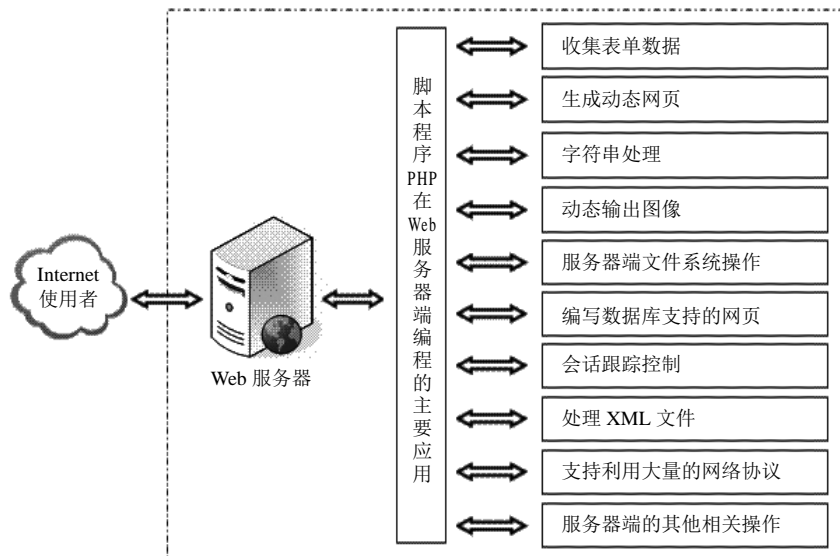 Internet
使用者
Web 服务器
脚本程序PHP在Web服务器端编程的主要应用
收集表单数据
生成动态网页
字符串处理
动态输出图像
服务器端文件系统操作
编写数据库支持的网页
会话跟踪控制
处理 XML 文件
支持利用大量的网络协议
服务器端的其他相关操作